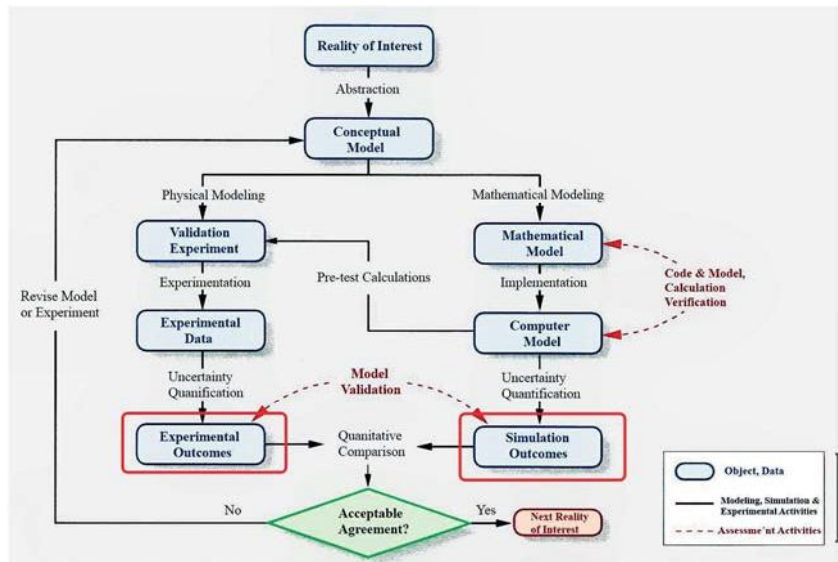 Reality of Interest
Abstraction
Conceptual
Model
Physical Modeling
Mathematical Modeling
Validation
Experiment
Mathematical
Model
Code & Model,
Calculation
Verification
Pre-test Calculations
Experimentation
Implementation
Revise Model
or Experiment
Experimental
Data
Computer
Model
Uncertainty
Quanification
Model
Validation
Uncertainty
Quantification
Experimental
Outcomes
Quanitative
Comparison
Simulation
Outcomes
No
Acceptable
Agreement?
Yes
Next Reality
of Interest
Object, Data
Modeling, Simulation &
Experimental Activities
Assessme'nt Activities